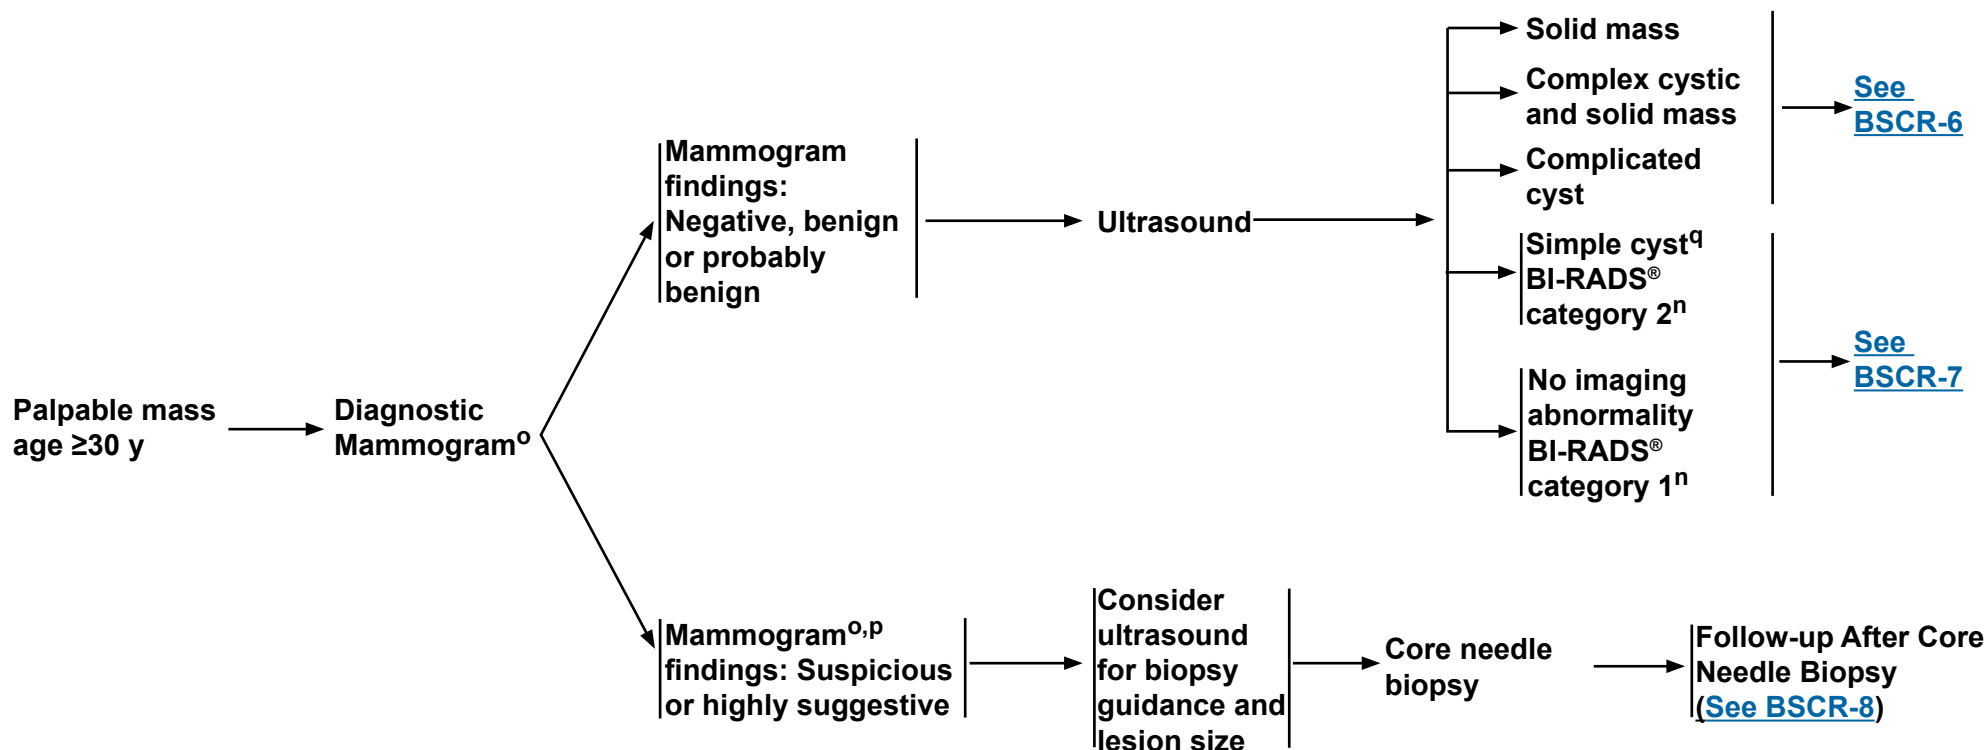 Palpable mass
age ≥30 y
Diagnostic
Mammogramᵒ
Mammogram
findings:
Negative, benign
or probably
benign
Ultrasound
Solid mass
Complex cystic
and solid mass
Complicated
cyst
See
BSCR-6
Simple cyst^q
BI-RADS®
category 2ⁿ
No imaging
abnormality
BI-RADS®
category 1ⁿ
See
BSCR-7
Mammogramᵒ,ᵖ
findings: Suspicious
or highly suggestive
Consider
ultrasound
for biopsy
guidance and
lesion size
Core needle
biopsy
Follow-up After Core
Needle Biopsy
(See BSCR-8)